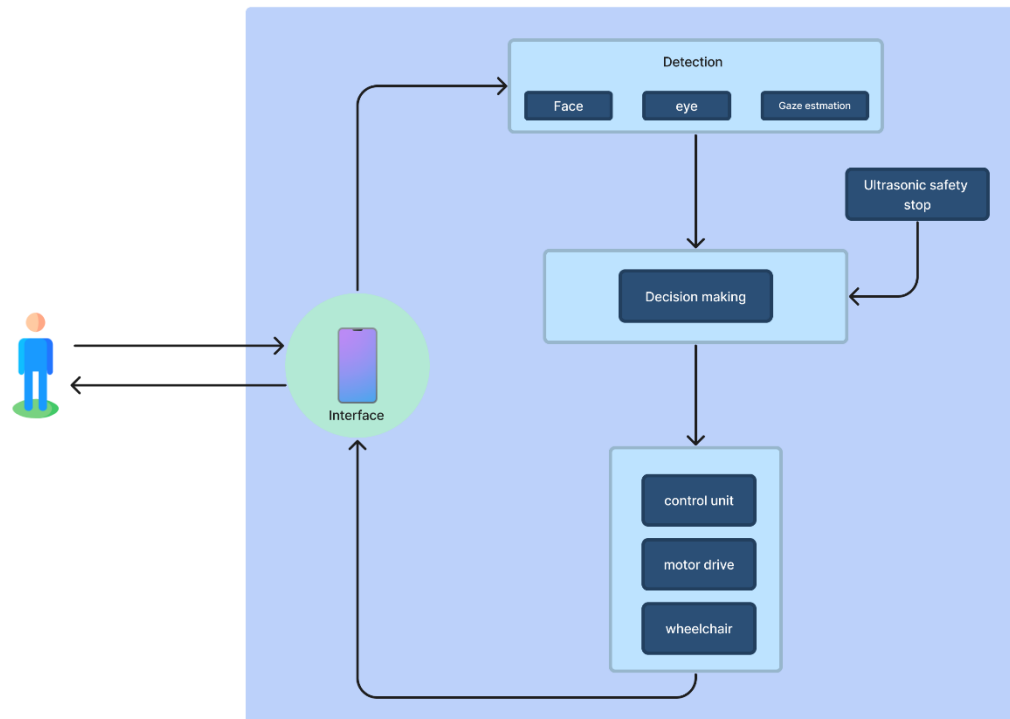 Detection
Face
eye
Gaze estmation
Ultrasonic safety
stop
Decision making
Interface
control unit
motor drive
wheelchair